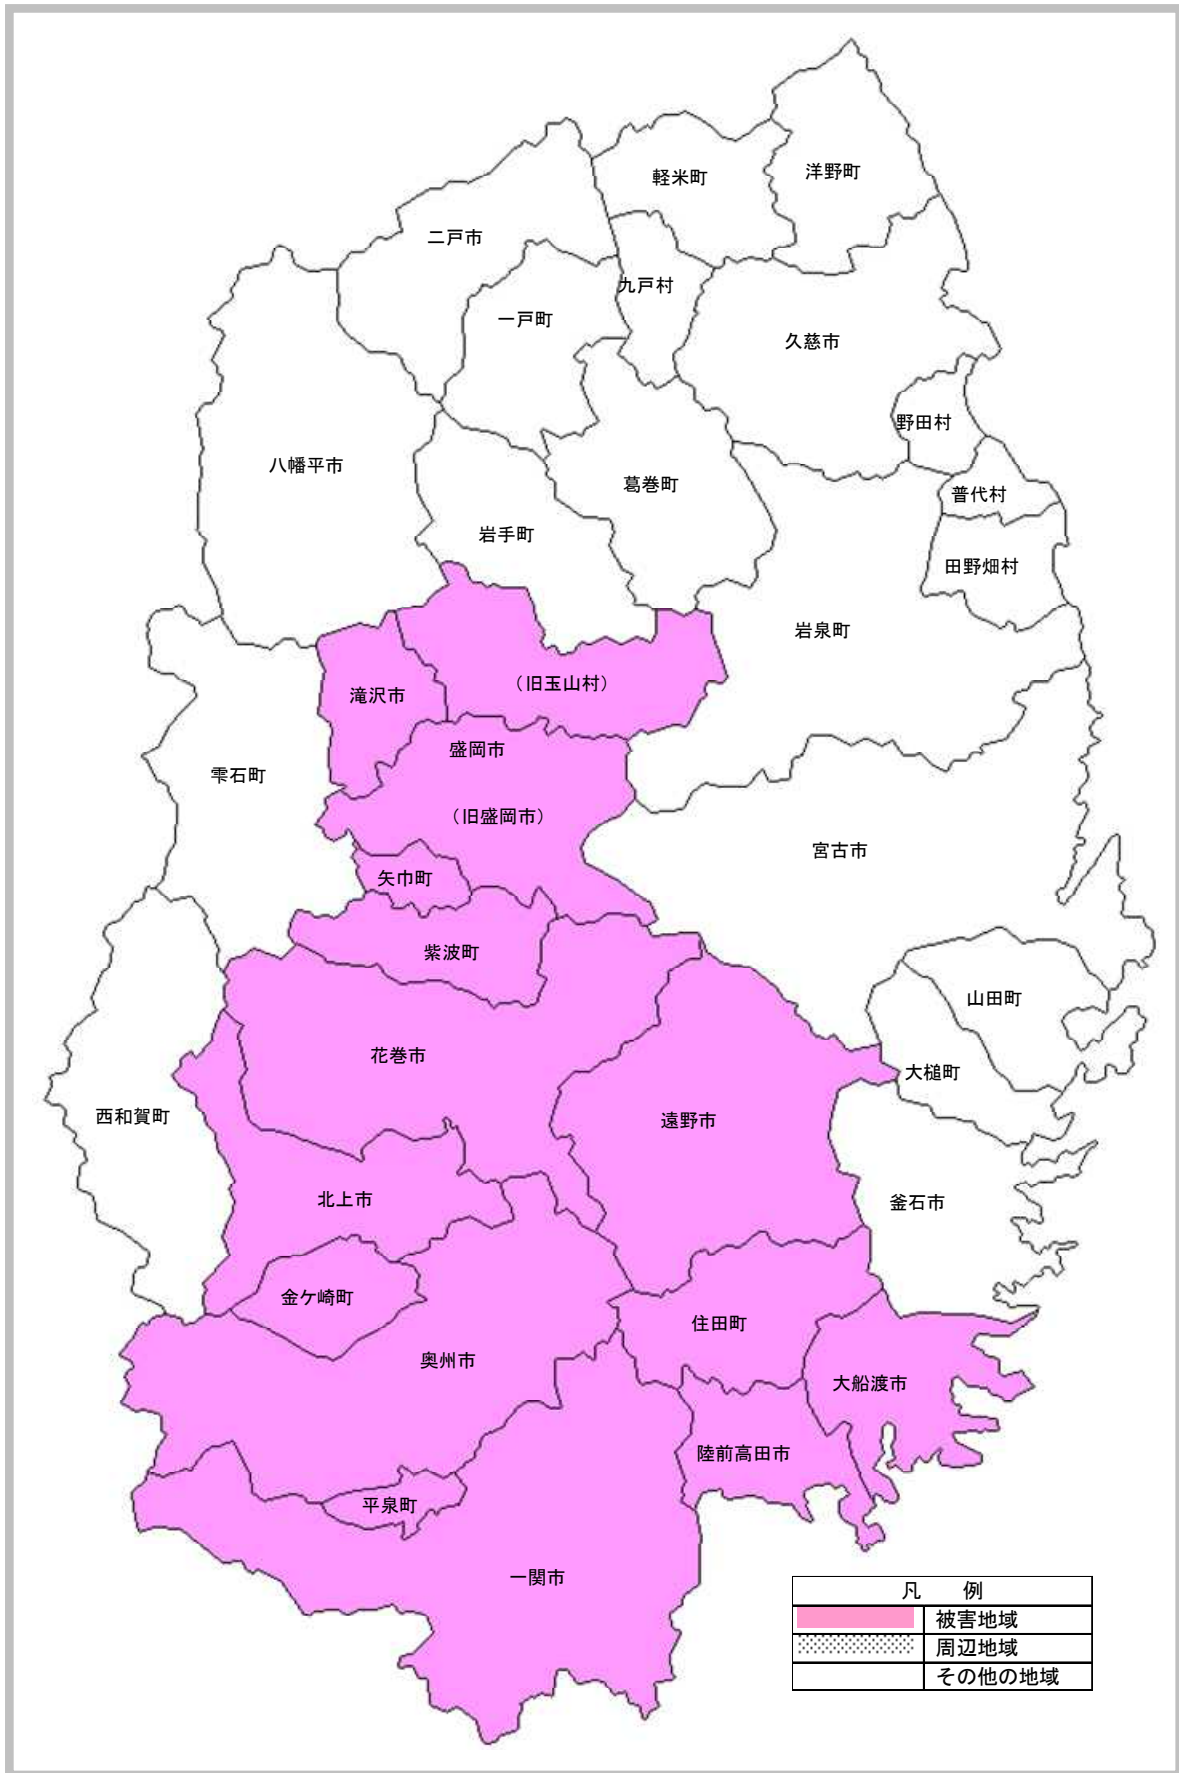 洋野町
軽米町
二戸市
九戸村
一戸町
久慈市
野田村
八幡平市
葛巻町
普代村
岩手町
田野畑村
岩泉町
（旧玉山村）
滝沢市
盛岡市
雫石町
（旧盛岡市）
宮古市
矢巾町
紫波町
山田町
花巻市
大槌町
西和賀町
遠野市
北上市
釜石市
金ケ崎町
住田町
奥州市
大船渡市
陸前高田市
平泉町
一関市
凡　例
被害地域
周辺地域
その他の地域